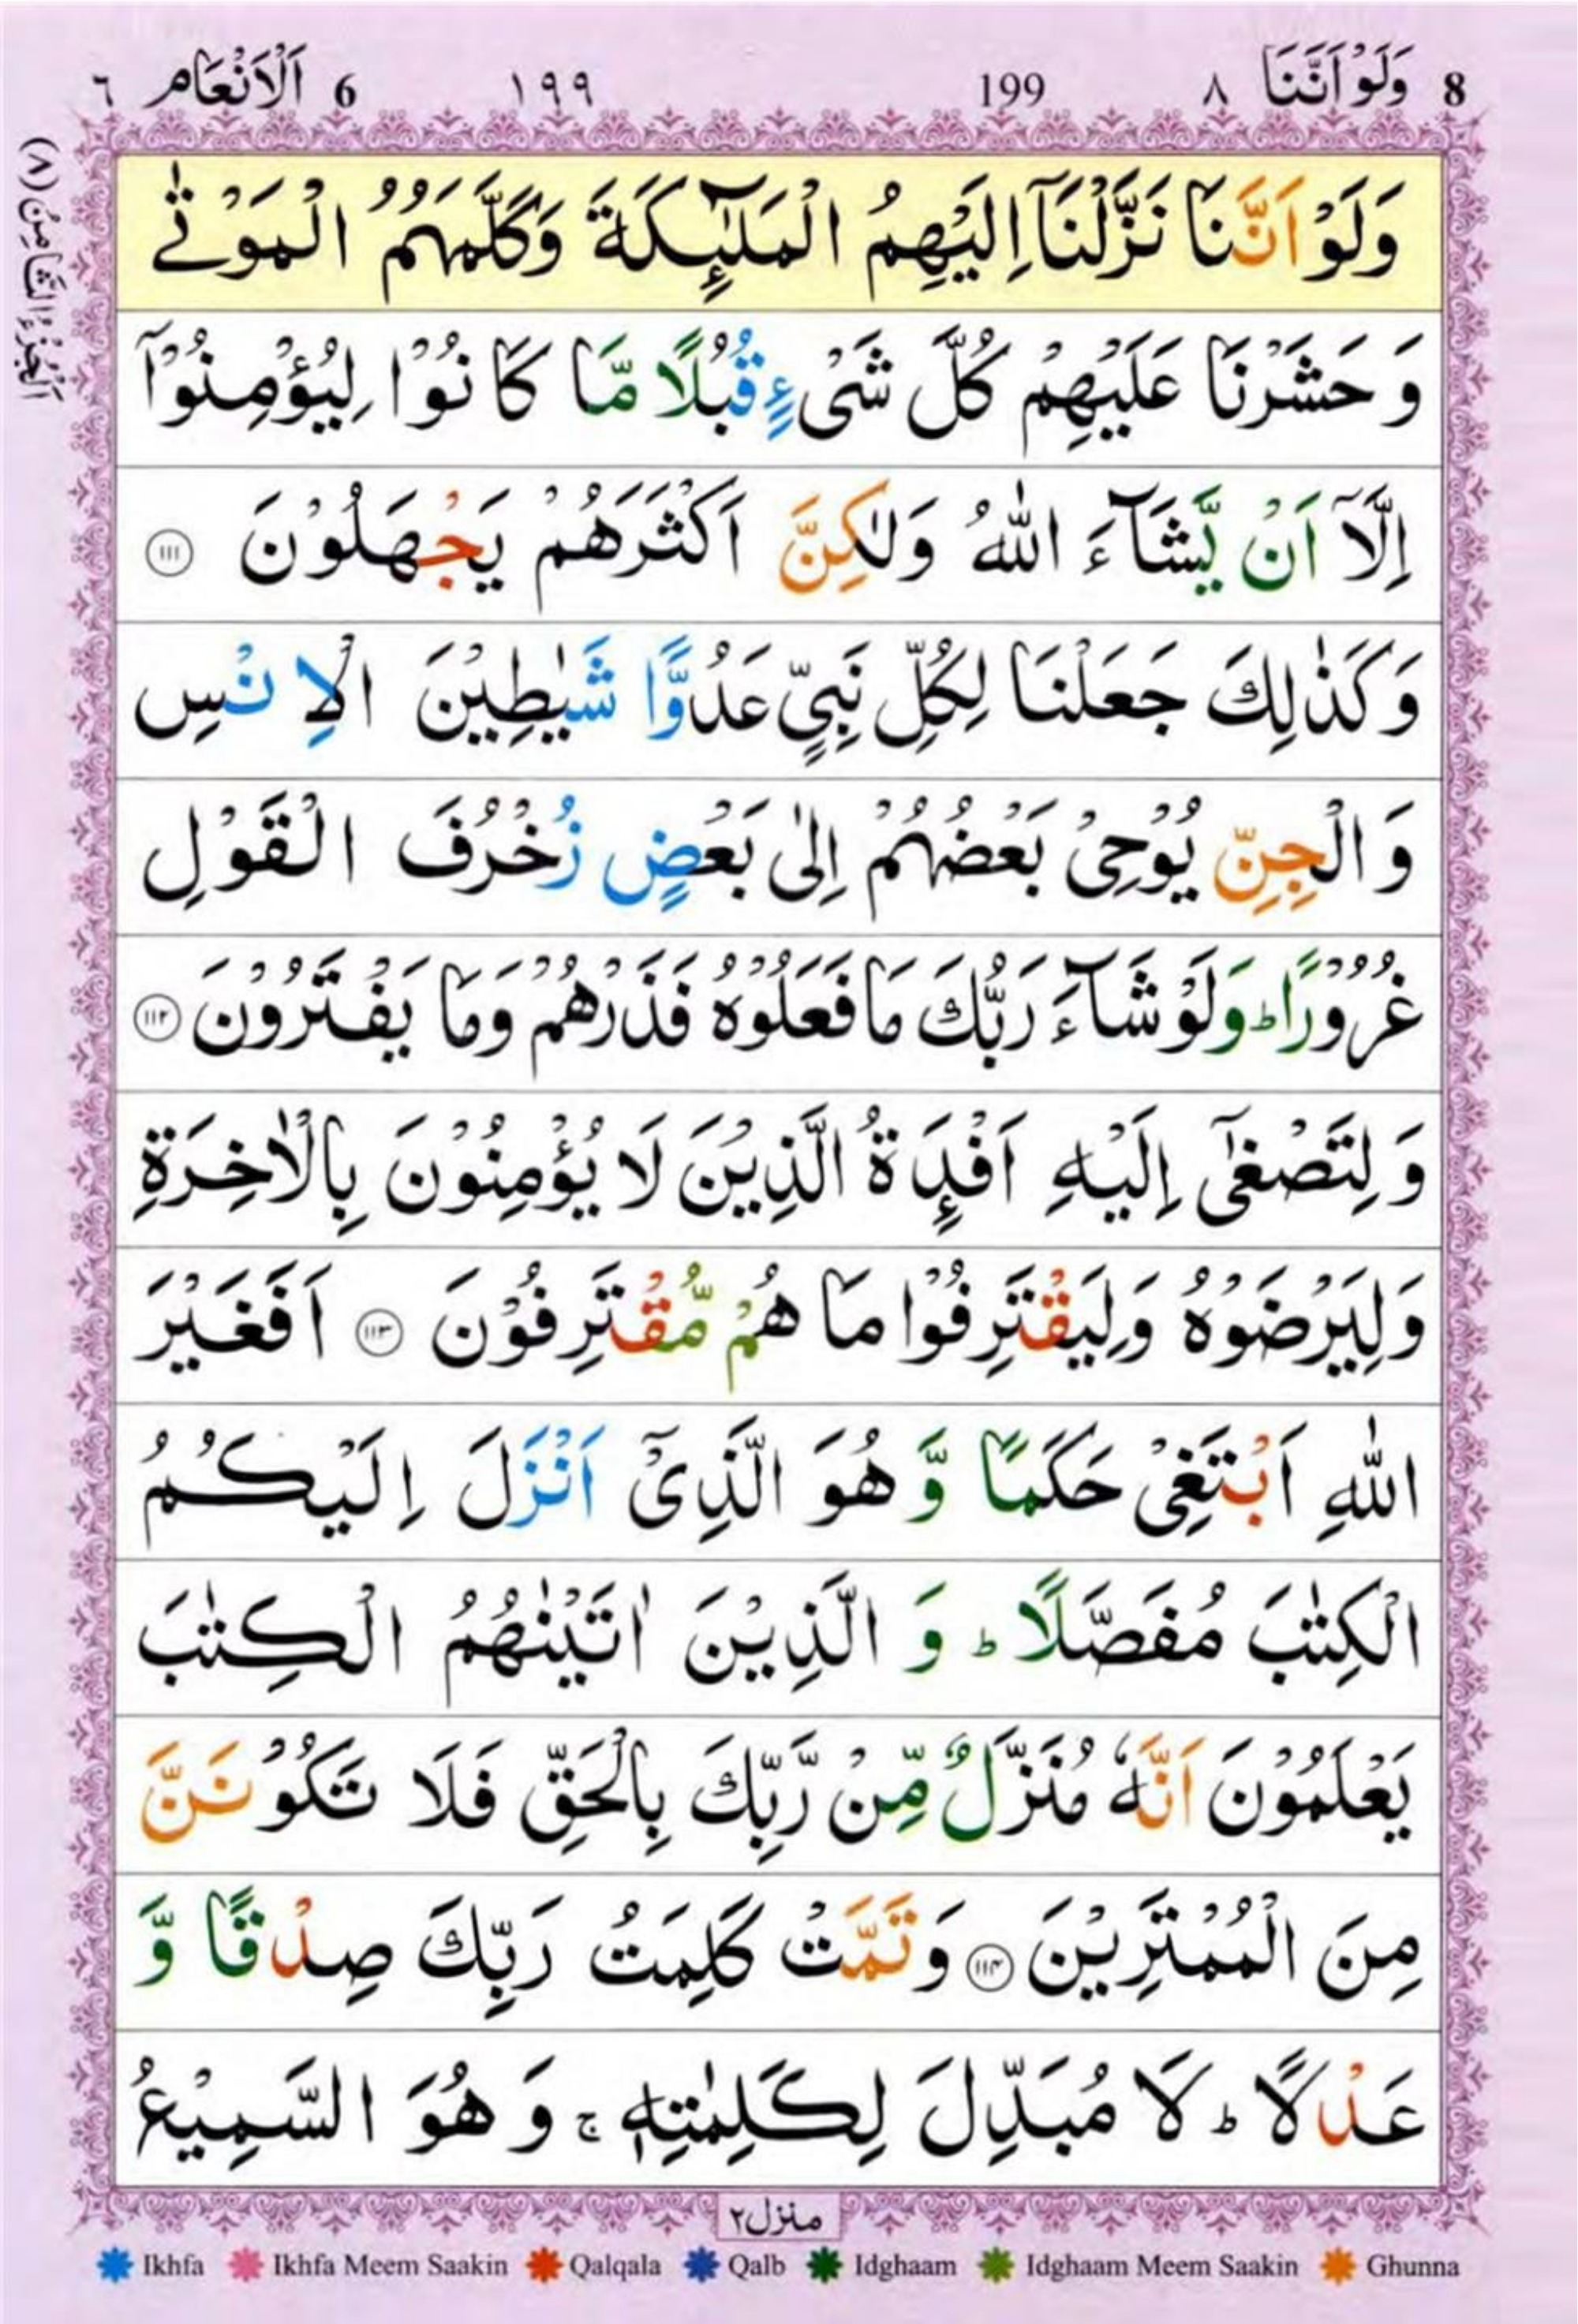 8 وَلَوْ اَنَّنَا ٨ 199 ١٩٩ 6 اَلْاَنْعَام ٦
اَلْجُزْءُ الثَّامِنُ (٨)
وَلَوْ اَنَّنَا نَزَّلْنَاۤ اِلَيْهِمُ الْمَلٰٓئِكَةَ وَكَلَّمَهُمُ الْمَوْتٰى
وَ حَشَرْنَا عَلَيْهِمْ كُلَّ شَىْءٍ قُبُلًا مَّا كَانُوْا لِيُؤْمِنُوْۤا
اِلَّاۤ اَنْ يَّشَآءَ اللّٰهُ وَلٰكِنَّ اَكْثَرَهُمْ يَجْهَلُوْنَ ١١١
وَكَذٰلِكَ جَعَلْنَا لِكُلِّ نَبِىٍّ عَدُوًّا شَيٰطِيْنَ الْاِنْسِ
وَ الْجِنِّ يُوْحِىْ بَعْضُهُمْ اِلٰى بَعْضٍ زُخْرُفَ الْقَوْلِ
غُرُوْرًا ؕ وَلَوْ شَآءَ رَبُّكَ مَا فَعَلُوْهُ فَذَرْهُمْ وَمَا يَفْتَرُوْنَ ١١٢
وَ لِتَصْغٰۤى اِلَيْهِ اَفْـِٕدَةُ الَّذِيْنَ لَا يُؤْمِنُوْنَ بِالْاٰخِرَةِ
وَلِيَرْضَوْهُ وَلِيَقْتَرِفُوْا مَا هُمْ مُّقْتَرِفُوْنَ ١١٣ اَفَغَيْرَ
اللّٰهِ اَبْتَغِىْ حَكَمًا وَّ هُوَ الَّذِىْۤ اَنْزَلَ اِلَيْكُمُ
الْكِتٰبَ مُفَصَّلًا ؕ وَ الَّذِيْنَ اٰتَيْنٰهُمُ الْكِتٰبَ
يَعْلَمُوْنَ اَنَّهٗ مُنَزَّلٌ مِّنْ رَّبِّكَ بِالْحَقِّ فَلَا تَكُوْنَنَّ
مِنَ الْمُمْتَرِيْنَ ١١٤ وَتَمَّتْ كَلِمَتُ رَبِّكَ صِدْقًا وَّ
عَدْلًا ؕ لَا مُبَدِّلَ لِكَلِمٰتِهٖ ۚ وَ هُوَ السَّمِيْعُ
منزل٢
Ikhfa Ikhfa Meem Saakin Qalqala Qalb Idghaam Idghaam Meem Saakin Ghunna